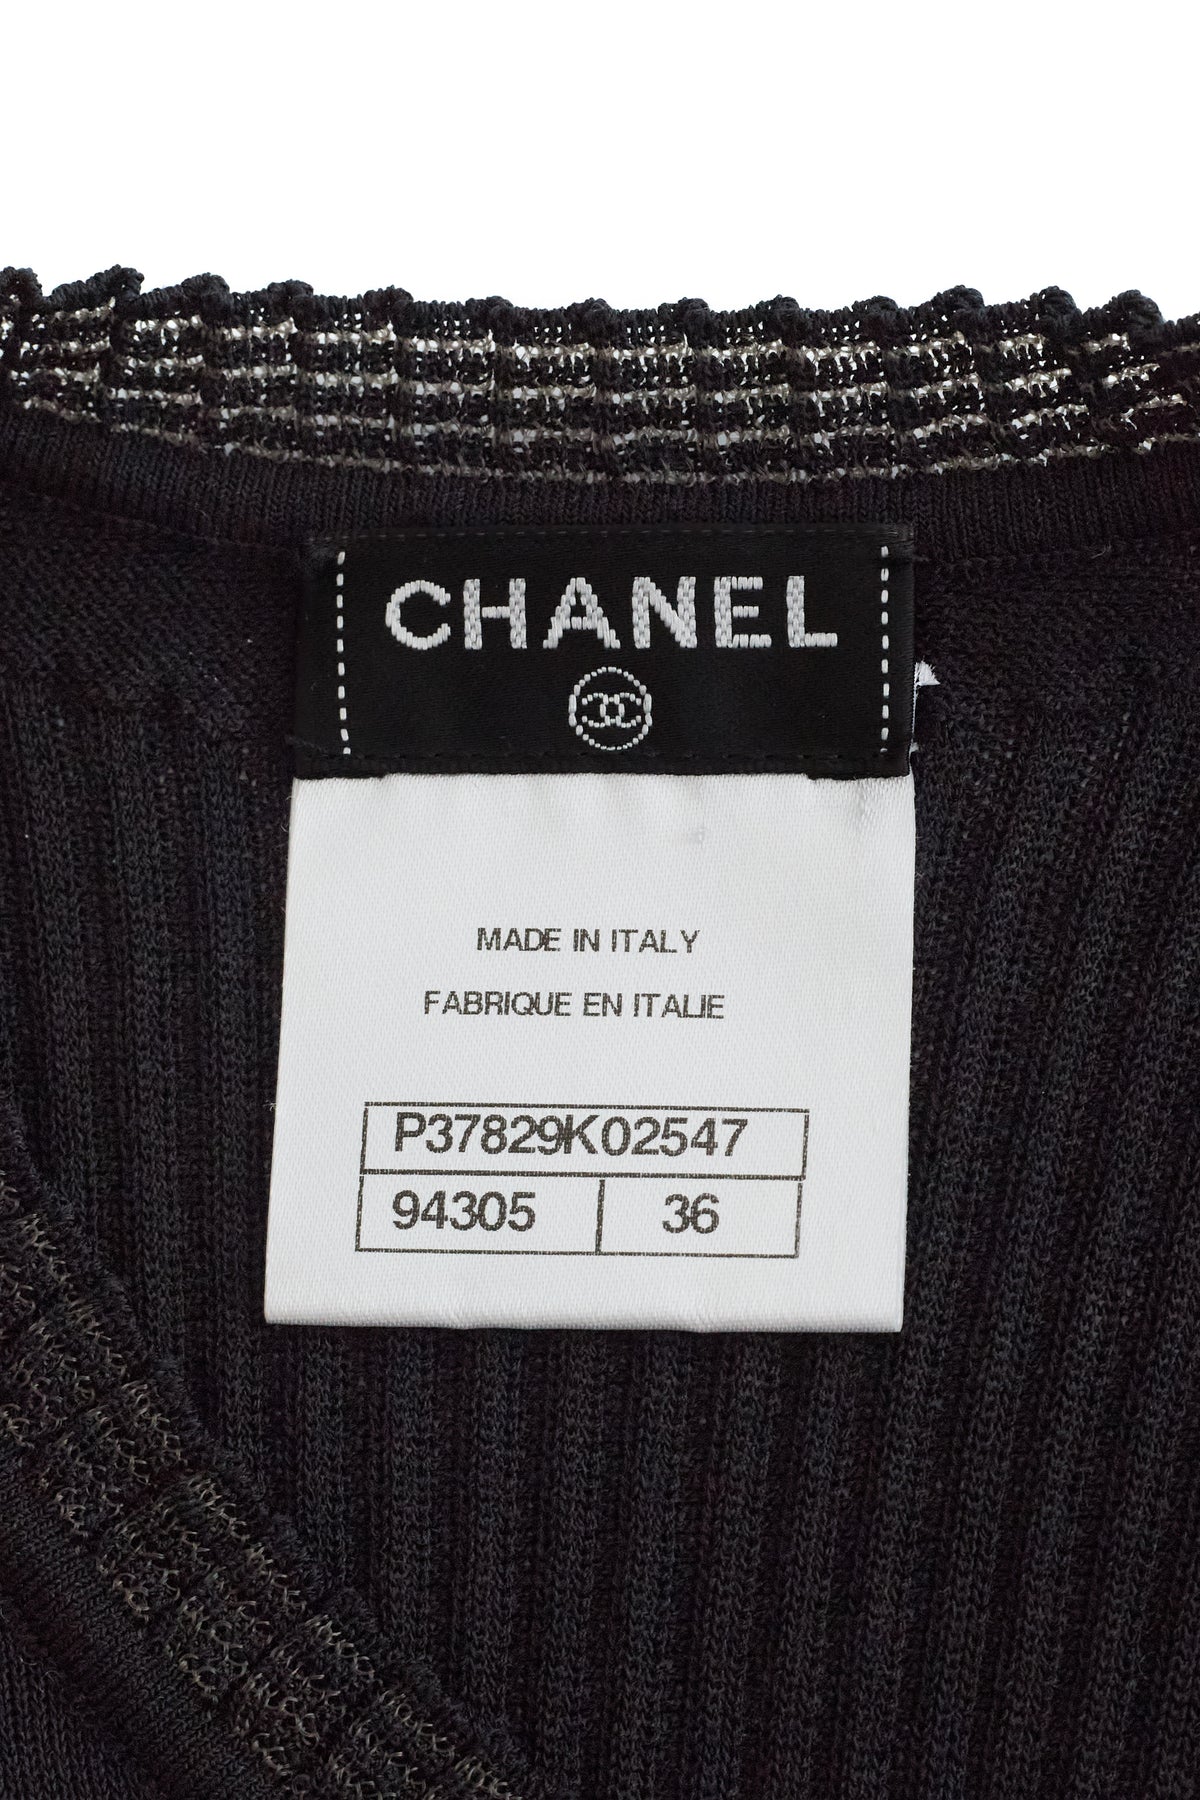 CHANEL
MADE IN ITALY
FABRIQUE EN ITALIE
P37829K02547
94305 36